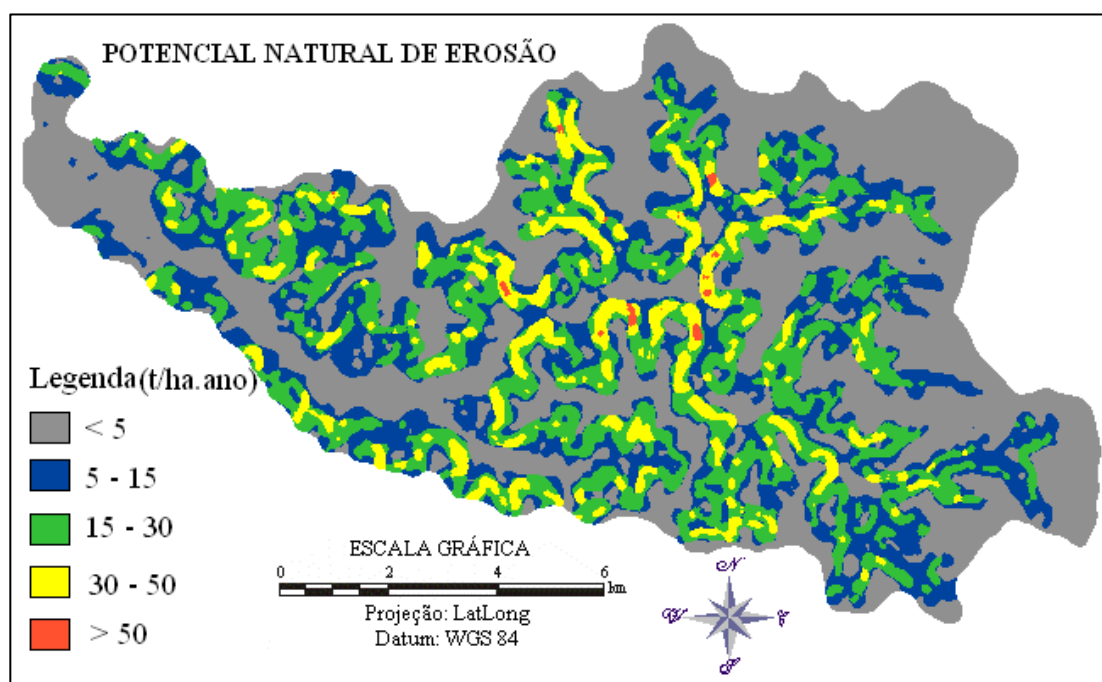 POTENCIAL NATURAL DE EROSÃO
Legenda (t/ha.ano)
< 5
5 - 15
15 - 30
30 - 50
> 50
ESCALA GRÁFICA
0 2 4 6
km
Projeção: LatLong
Datum: WGS 84
N